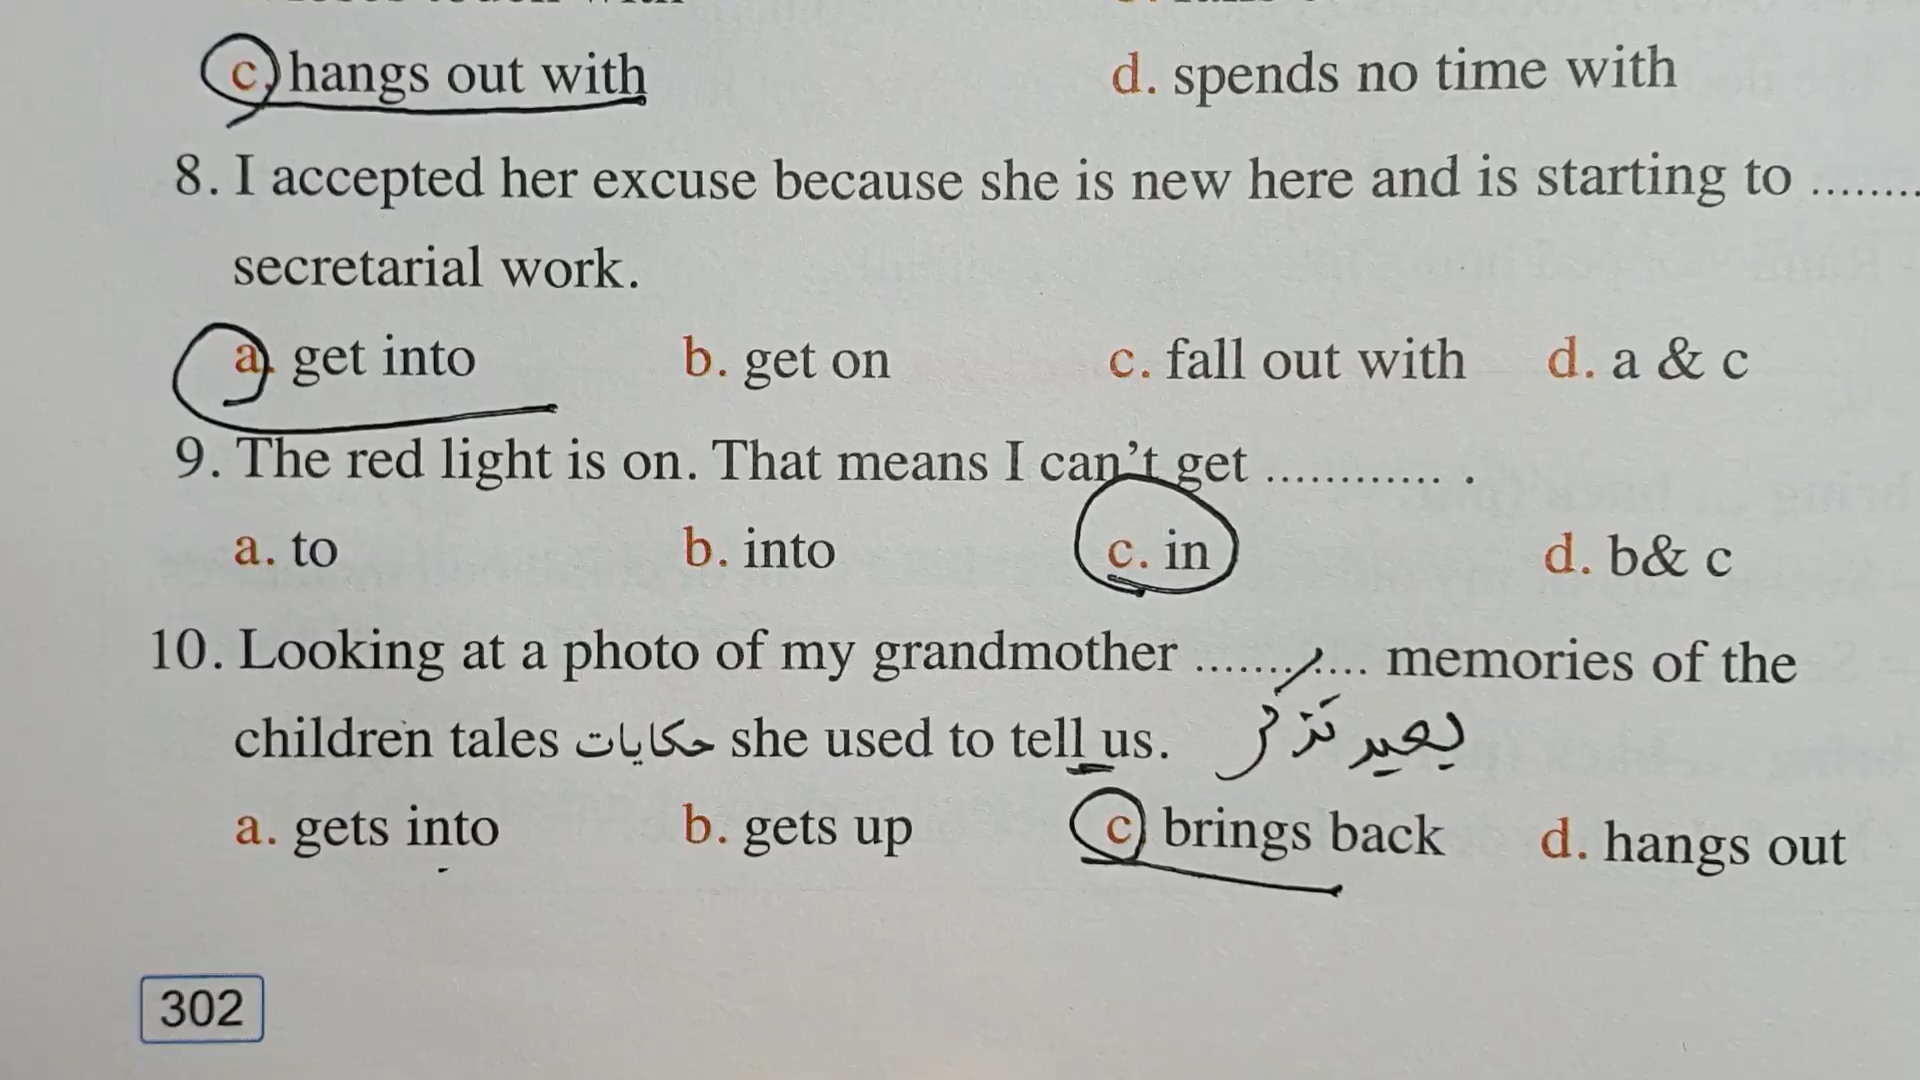 c. hangs out with d. spends no time with
8. I accepted her excuse because she is new here and is starting to ........
secretarial work.
a. get into b. get on c. fall out with d. a & c
9. The red light is on. That means I can't get ............ .
a. to b. into c. in d. b& c
10. Looking at a photo of my grandmother ............ memories of the
children tales حكايات she used to tell us.
a. gets into b. gets up c. brings back d. hangs out
302